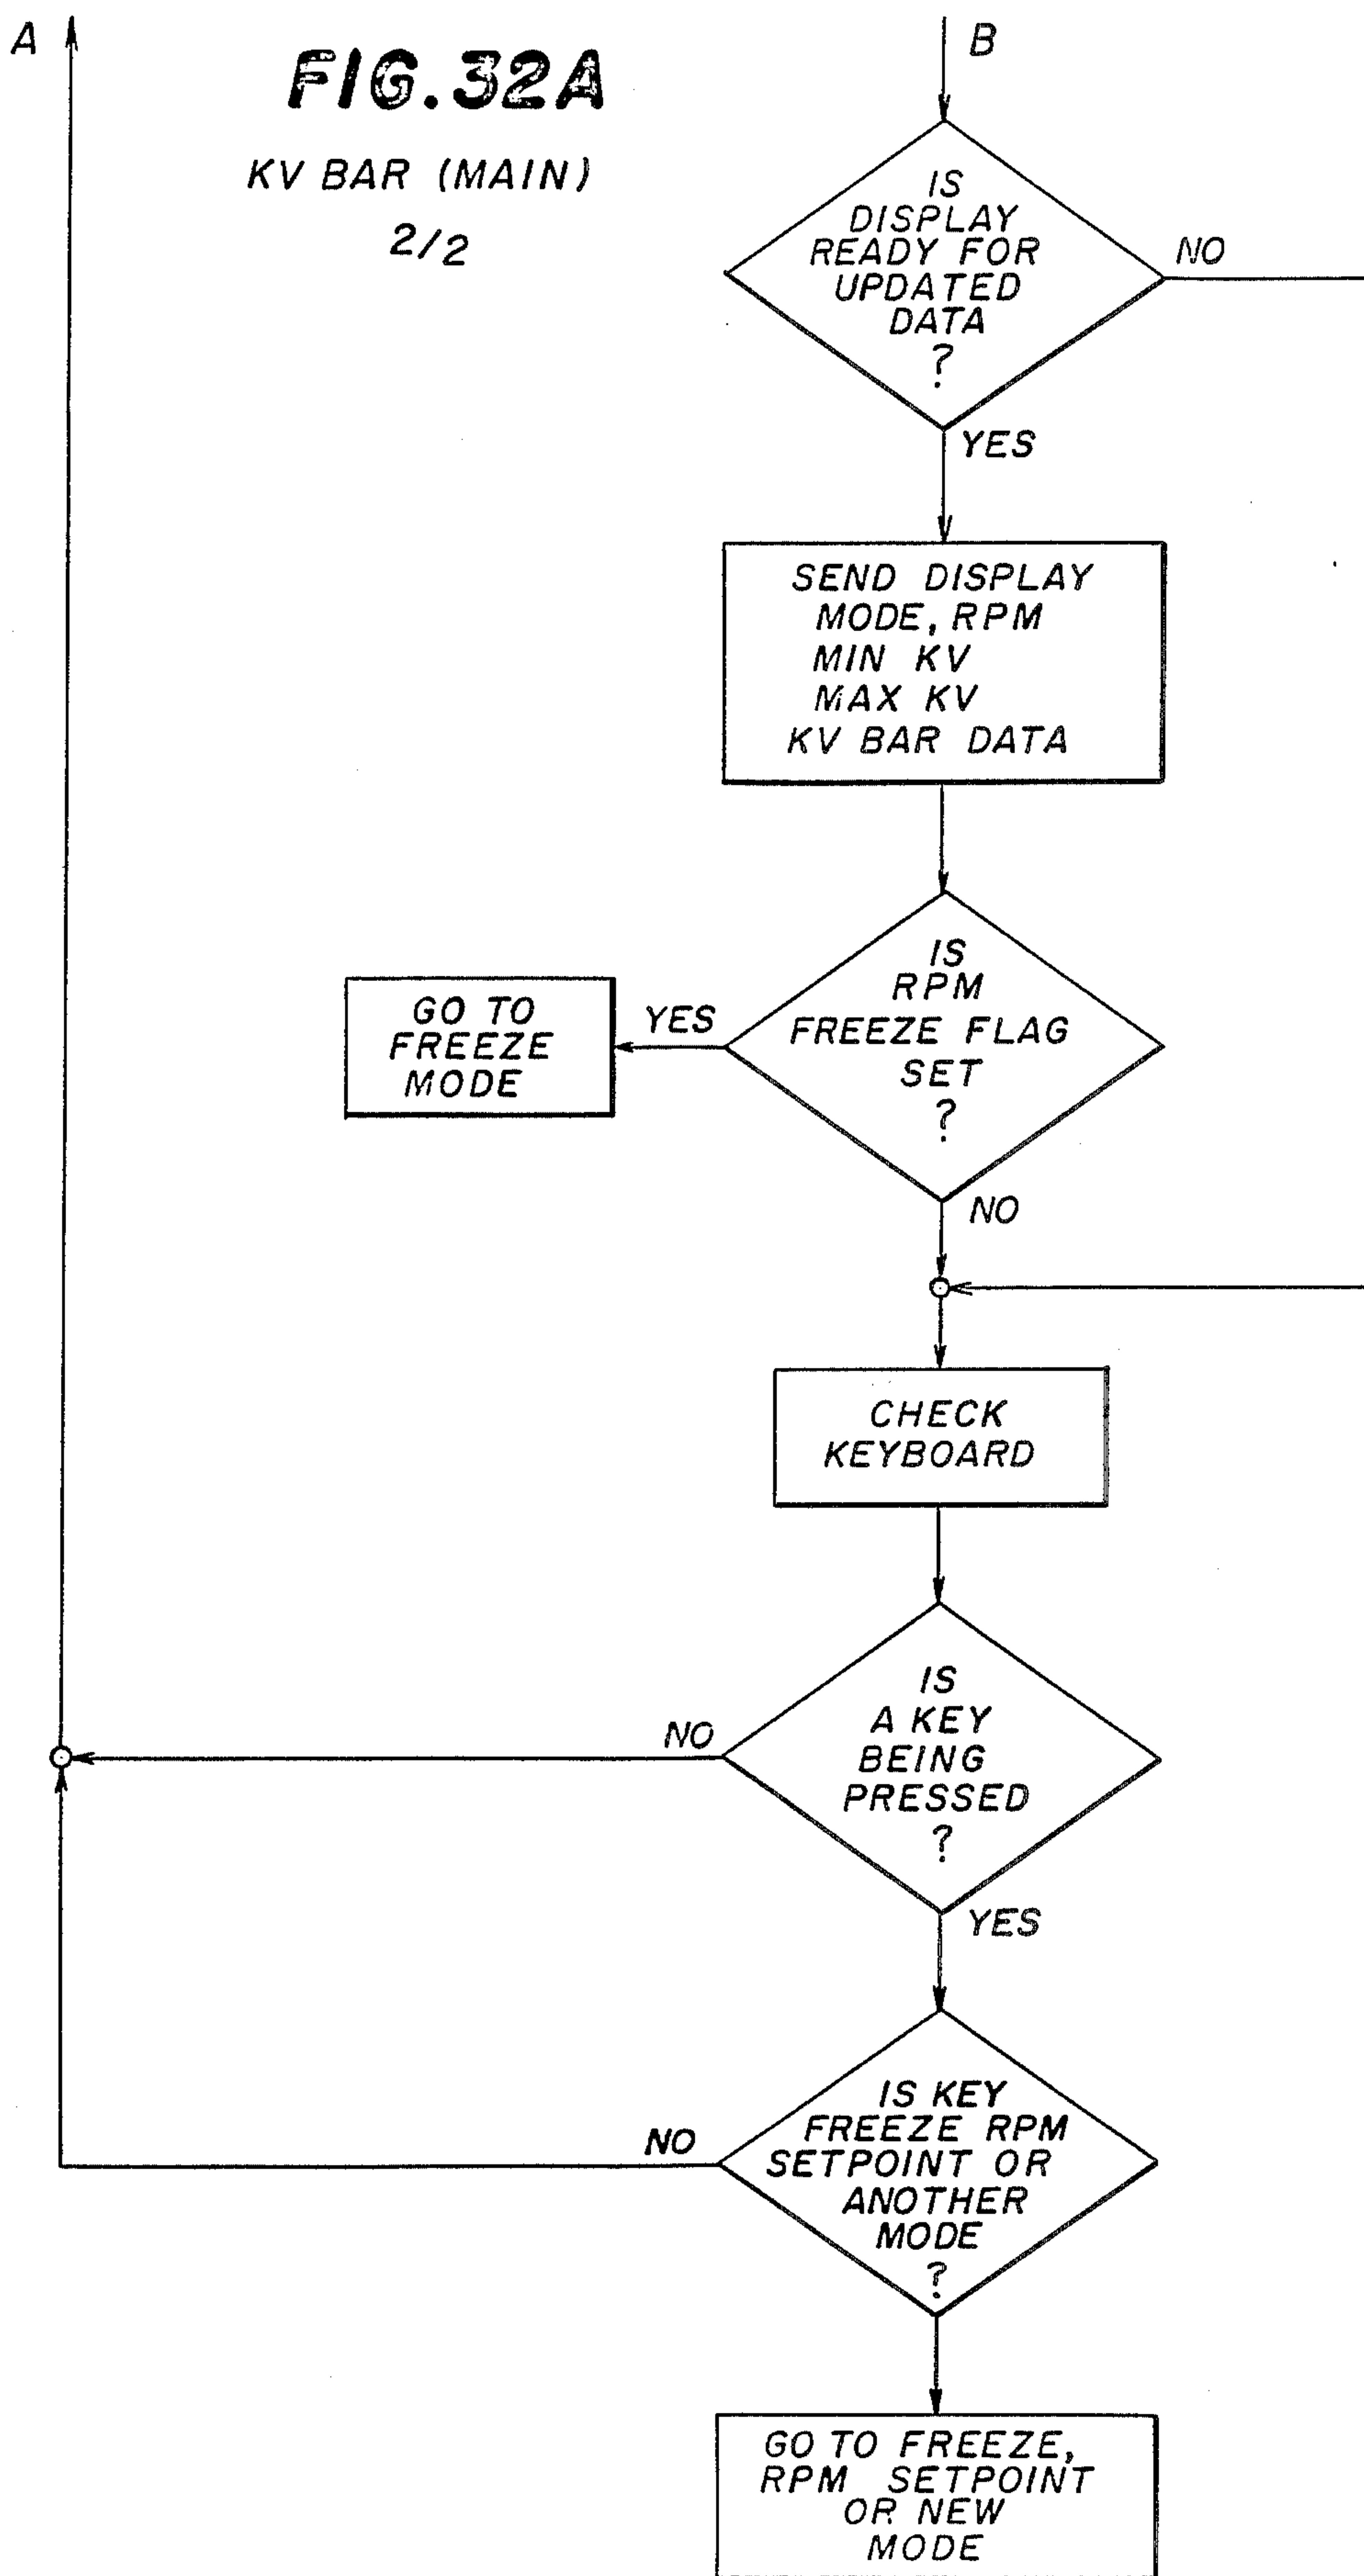 A
B
FIG.32A
KV BAR (MAIN)
2/2
IS
DISPLAY
READY FOR
UPDATED
DATA
?
NO
YES
SEND DISPLAY
MODE, RPM
MIN KV
MAX KV
KV BAR DATA
IS
RPM
FREEZE FLAG
SET
?
YES
GO TO
FREEZE
MODE
NO
CHECK
KEYBOARD
IS
A KEY
BEING
PRESSED
?
NO
YES
IS KEY
FREEZE RPM
SETPOINT OR
ANOTHER
MODE
?
NO
GO TO FREEZE,
RPM SETPOINT
OR NEW
MODE